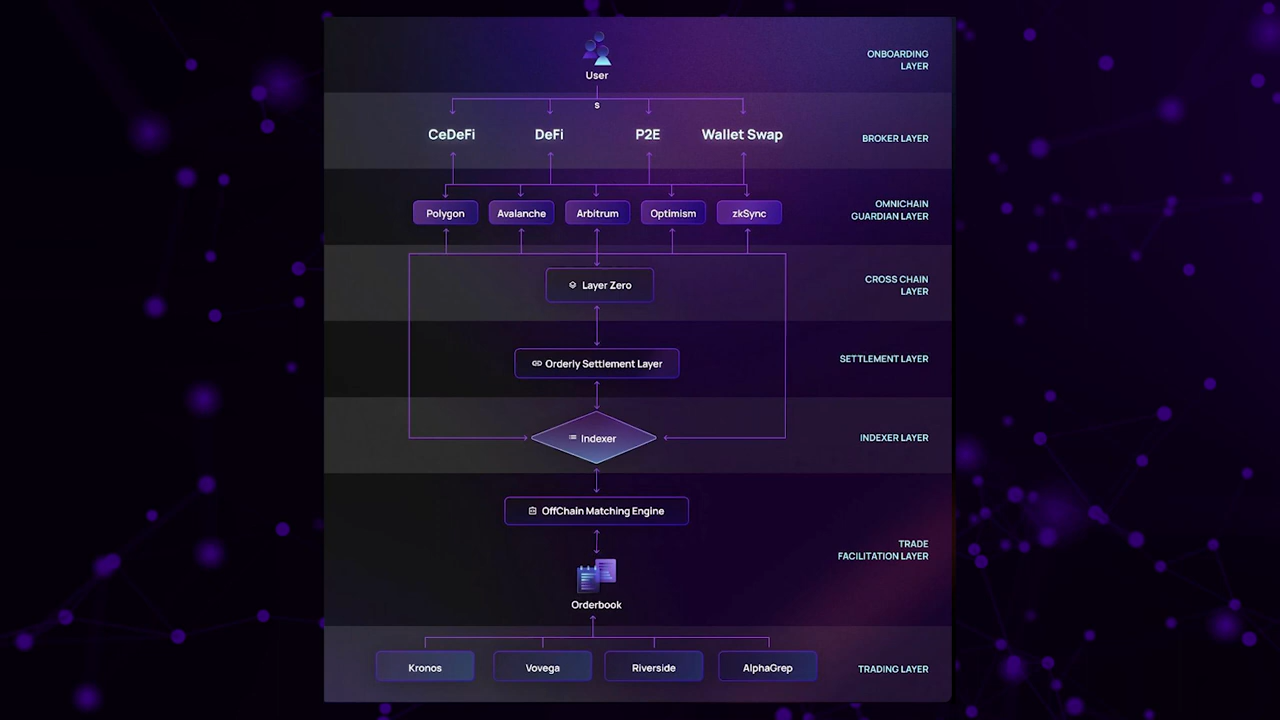 ONBOARDING
LAYER
User
s
CeDeFi
DeFi
P2E
Wallet Swap
BROKER LAYER
Polygon
Avalanche
Arbitrum
Optimism
zkSync
OMNICHAIN
GUARDIAN LAYER
Layer Zero
CROSS CHAIN
LAYER
Orderly Settlement Layer
SETTLEMENT LAYER
Indexer
INDEXER LAYER
OffChain Matching Engine
TRADE
FACILITATION LAYER
Orderbook
Kronos
Vovega
Riverside
AlphaGrep
TRADING LAYER